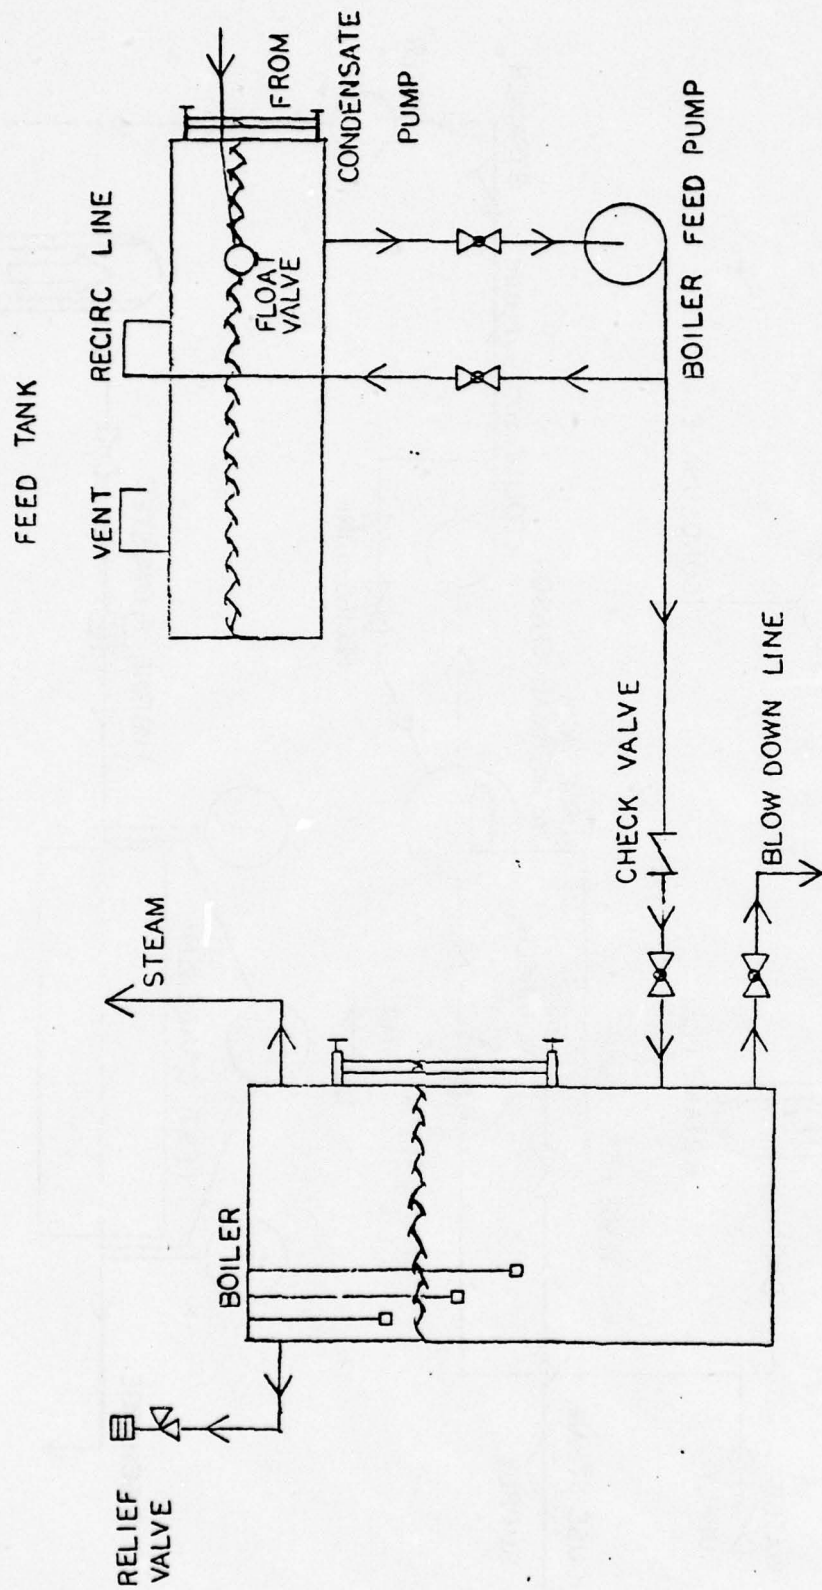 FEED TANK
VENT
RECIRC LINE
FROM
CONDENSATE
PUMP
FLOAT
VALVE
BOILER FEED PUMP
CHECK VALVE
BLOW DOWN LINE
STEAM
BOILER
RELIEF
VALVE